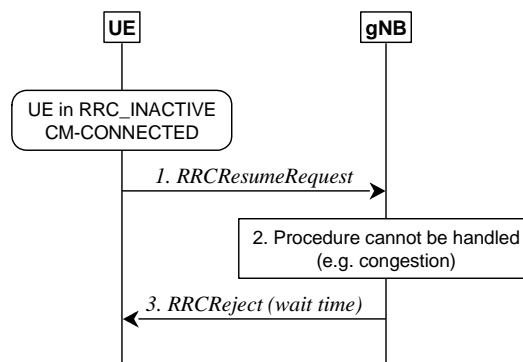 UE
gNB
UE in RRC_INACTIVE
CM-CONNECTED
1. RRCResumeRequest
2. Procedure cannot be handled
(e.g. congestion)
3. RRCReject (wait time)